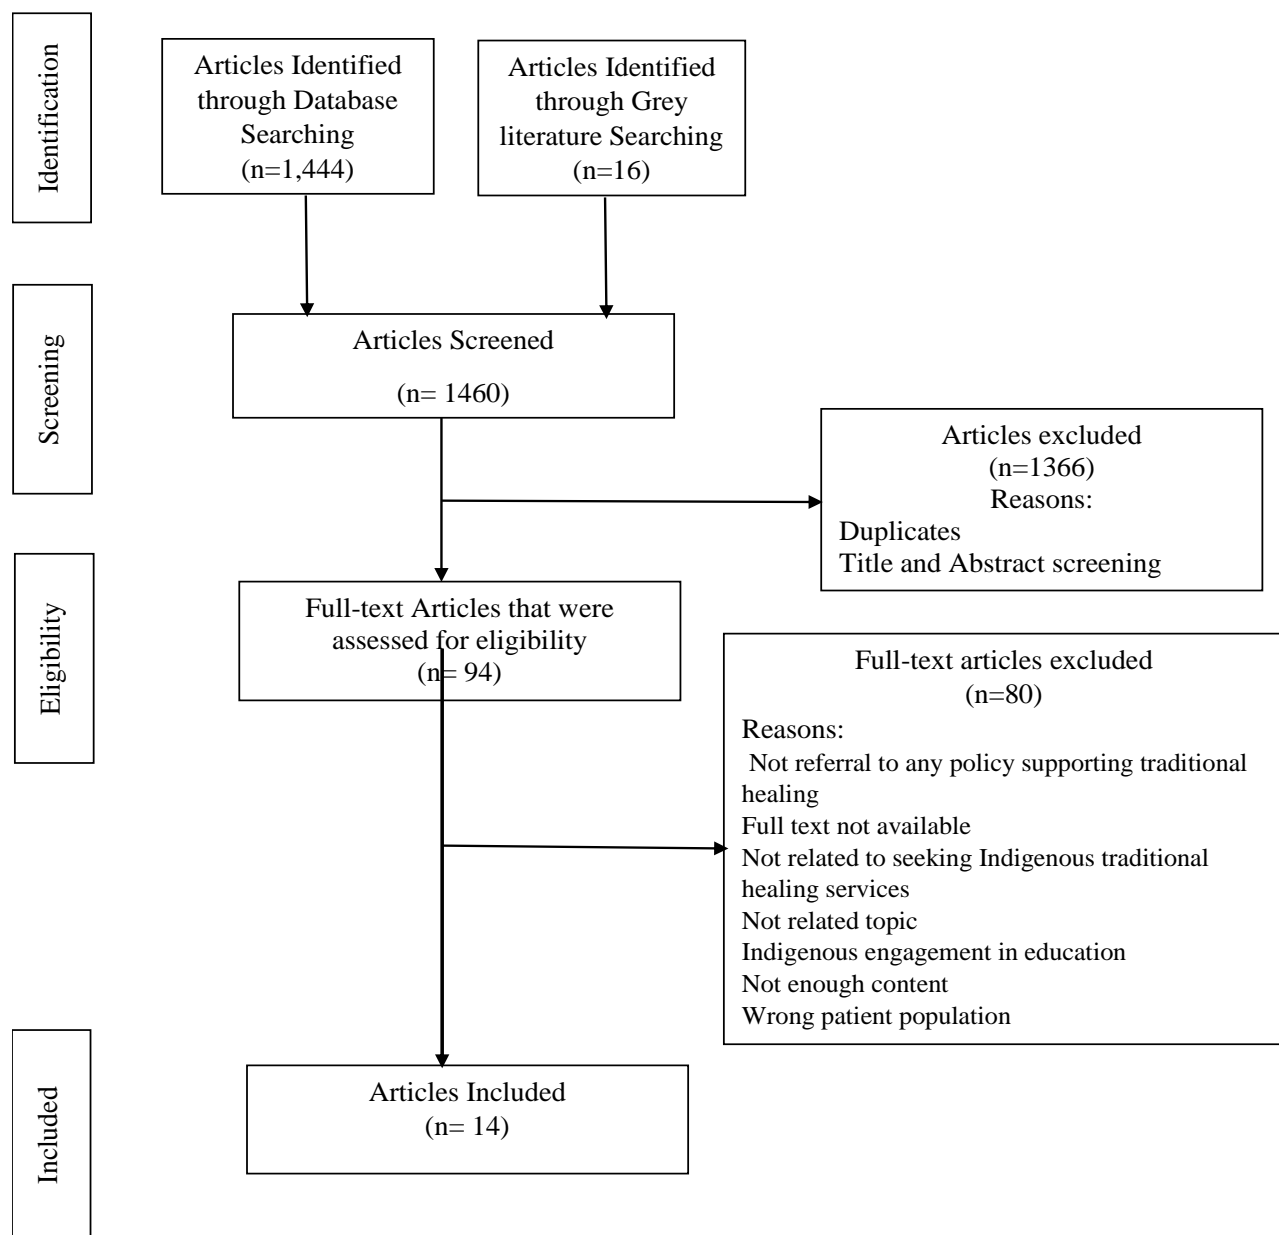 Identification
Articles Identified
through Database
Searching
(n=1,444)
Articles Identified
through Grey
literature Searching
(n=16)
Screening
Articles Screened
(n= 1460)
Articles excluded
(n=1366)
Reasons:
Duplicates
Title and Abstract screening
Eligibility
Full-text Articles that were
assessed for eligibility
(n= 94)
Full-text articles excluded
(n=80)
Reasons:
Not referral to any policy supporting traditional
healing
Full text not available
Not related to seeking Indigenous traditional
healing services
Not related topic
Indigenous engagement in education
Not enough content
Wrong patient population
Included
Articles Included
(n= 14)